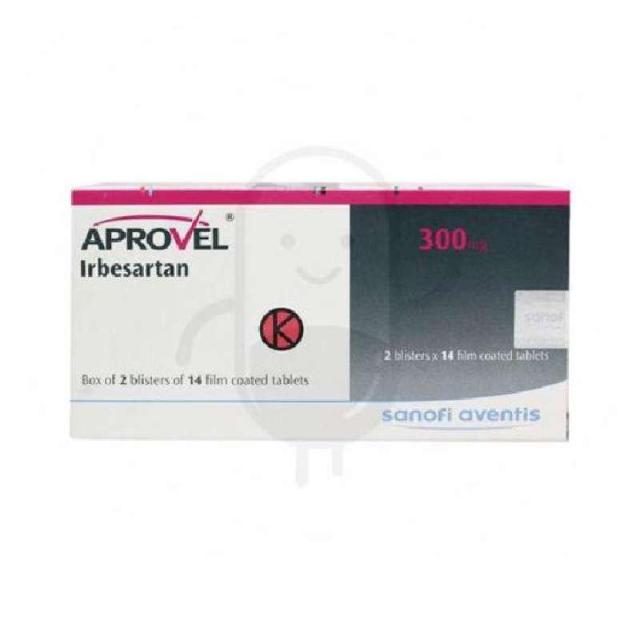 APROVEL®
Irbesartan
300mg
K
sanofi
2 blisters x 14 film coated tablets
Box of 2 blisters of 14 film coated tablets
sanofi aventis